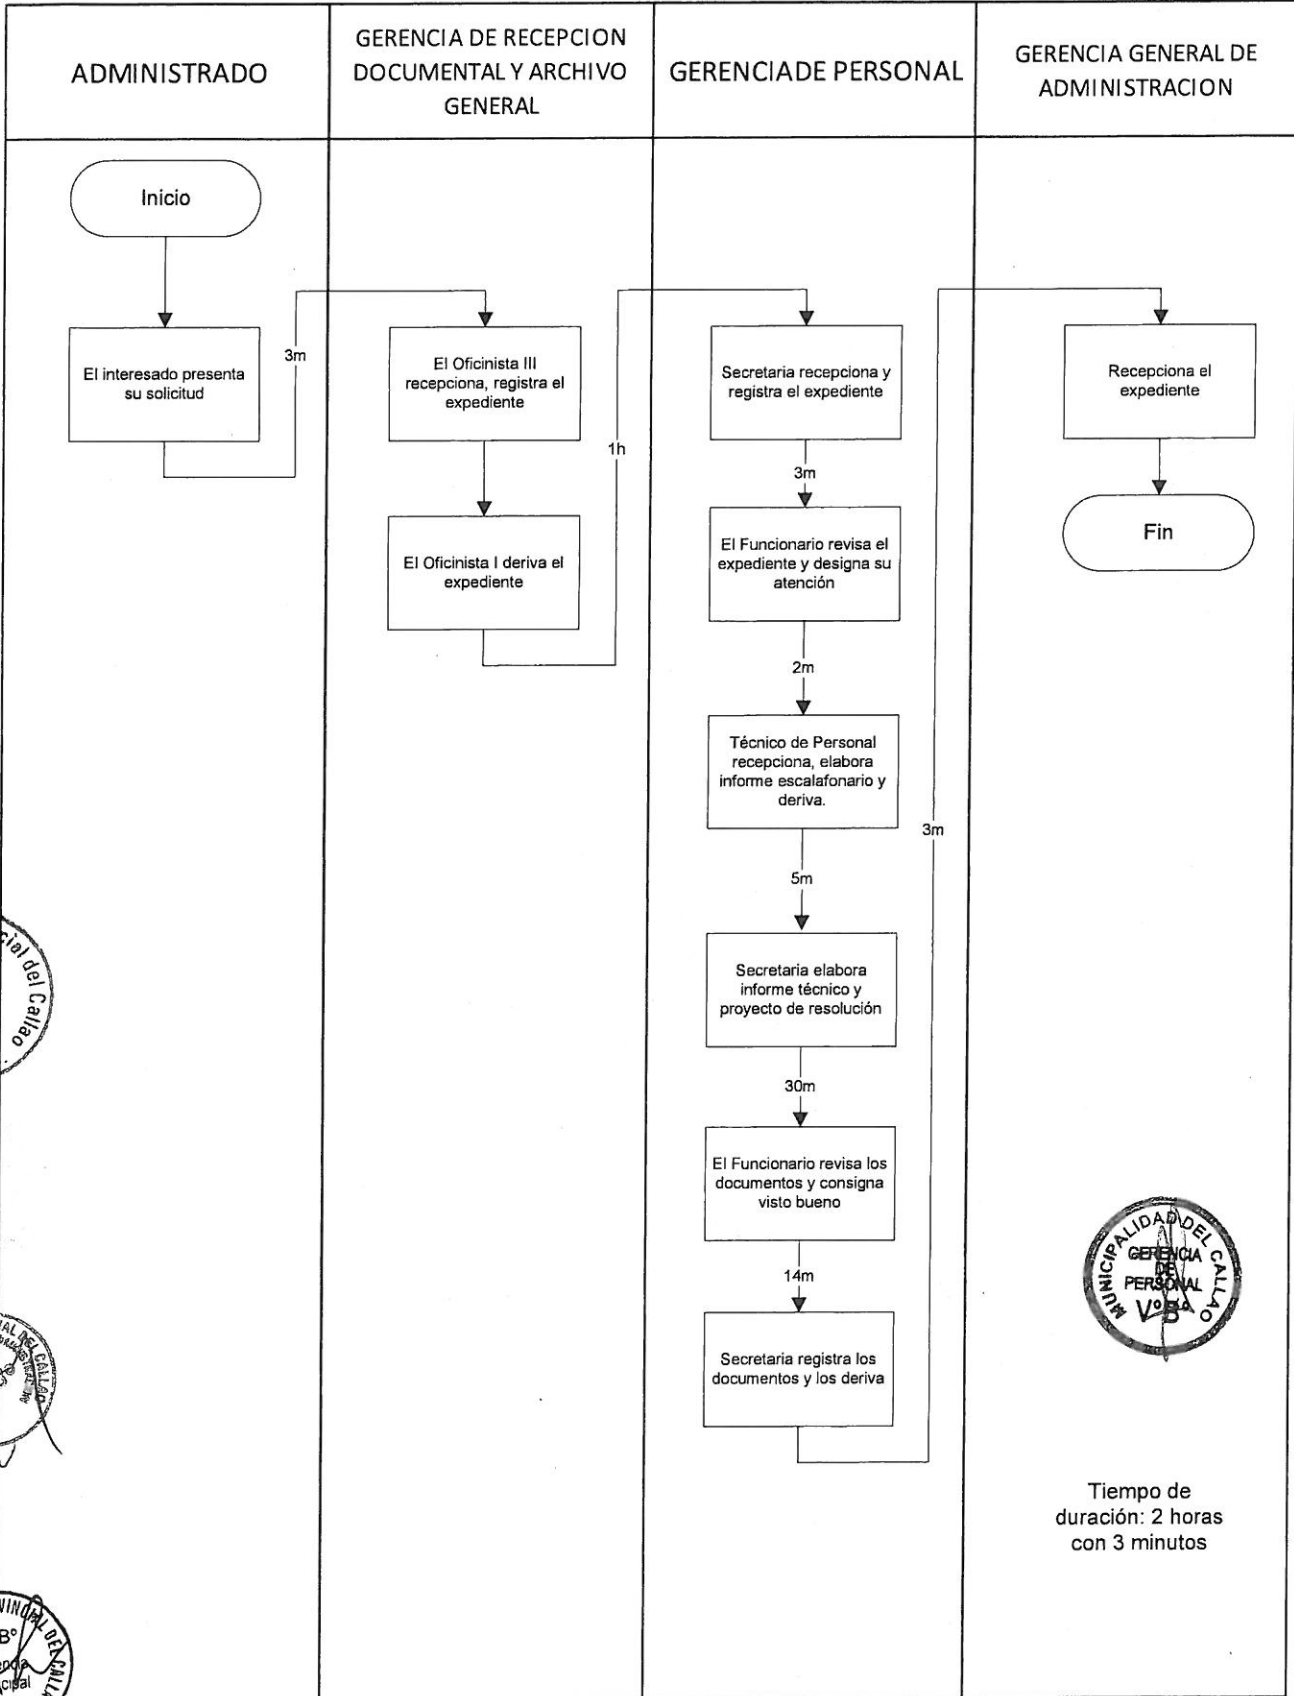 ADMINISTRADO
GERENCIA DE RECEPCION
DOCUMENTAL Y ARCHIVO
GENERAL
GERENCIADE PERSONAL
GERENCIA GENERAL DE
ADMINISTRACION
Inicio
El interesado presenta
su solicitud
3m
El Oficinista III
recepciona, registra el
expediente
El Oficinista I deriva el
expediente
1h
Secretaria recepciona y
registra el expediente
3m
El Funcionario revisa el
expediente y designa su
atención
2m
Técnico de Personal
recepciona, elabora
informe escalafonario y
deriva.
5m
Secretaria elabora
informe técnico y
proyecto de resolución
30m
El Funcionario revisa los
documentos y consigna
visto bueno
14m
Secretaria registra los
documentos y los deriva
3m
Recepciona el
expediente
Fin
cial del Callao
MUNICIPALIDAD DEL CALLAO
GERENCIA
DE
PERSONAL
V°B°
DEL CALLAO
Tiempo de
duración: 2 horas
con 3 minutos
B°